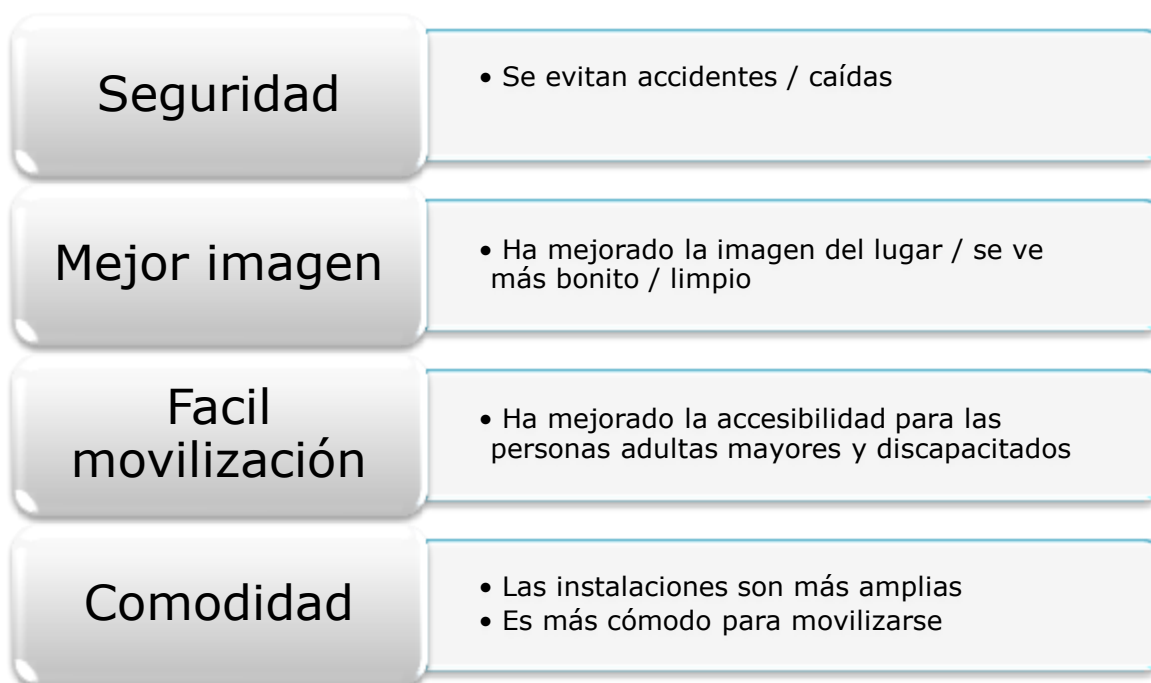 Seguridad
• Se evitan accidentes / caídas
Mejor imagen
• Ha mejorado la imagen del lugar / se ve
más bonito / limpio
Facil
movilización
• Ha mejorado la accesibilidad para las
personas adultas mayores y discapacitados
Comodidad
• Las instalaciones son más amplias
• Es más cómodo para movilizarse